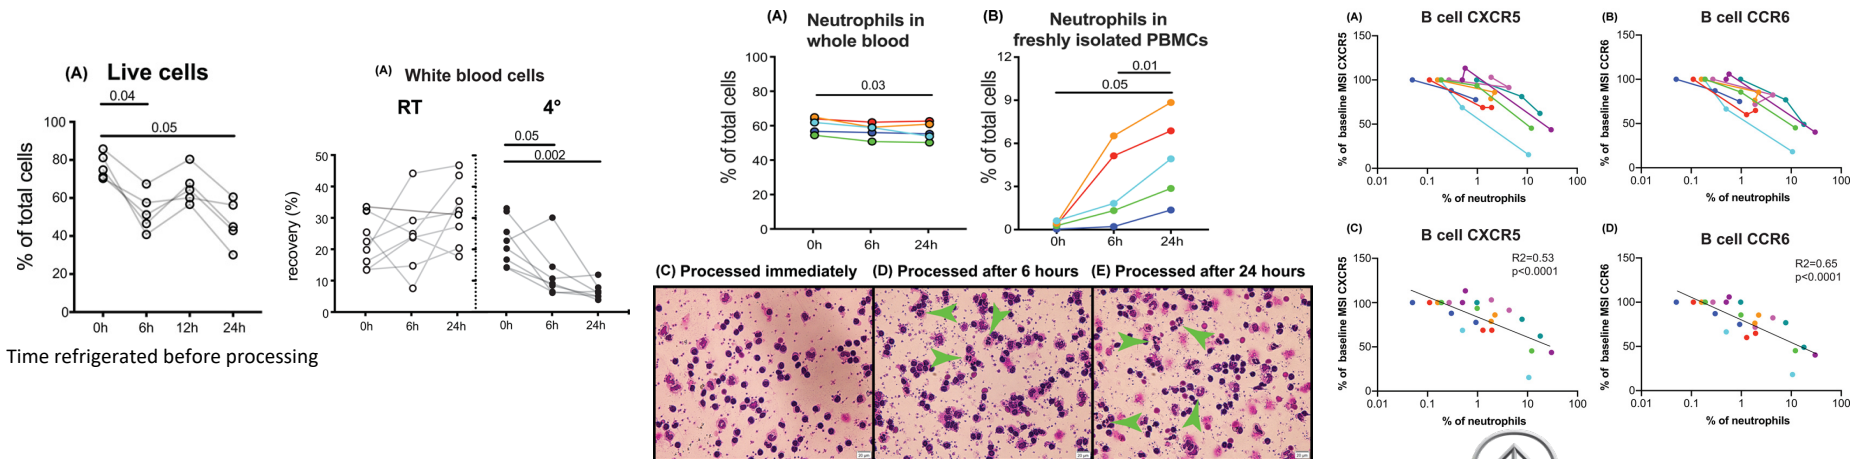 (A) Live cells
0.04
0.05
100
80
60
40
20
0
% of total cells
0h 6h 12h 24h
Time refrigerated before processing
(A) White blood cells
RT 4°
0.05
0.002
50
40
30
20
10
0
recovery (%)
0h 6h 24h 0h 6h 24h
(A) Neutrophils in
whole blood
0.03
100
80
60
40
20
0
% of total cells
0h 6h 24h
(B) Neutrophils in
freshly isolated PBMCs
0.01
0.05
12
9
6
3
0
% of total cells
0h 6h 24h
(C) Processed immediately
(D) Processed after 6 hours
(E) Processed after 24 hours
20 µm
20 µm
20 µm
(A) B cell CXCR5
150
100
50
0
% of baseline MSI CXCR5
0.01 0.1 1 10 100
% of neutrophils
(B) B cell CCR6
150
100
50
0
% of baseline MSI CCR6
0.01 0.1 1 10 100
% of neutrophils
(C) B cell CXCR5
R2=0.53
p<0.0001
150
100
50
0
% of baseline MSI CXCR5
0.01 0.1 1 10 100
% of neutrophils
(D) B cell CCR6
R2=0.65
p<0.0001
150
100
50
0
% of baseline MSI CCR6
0.01 0.1 1 10 100
% of neutrophils